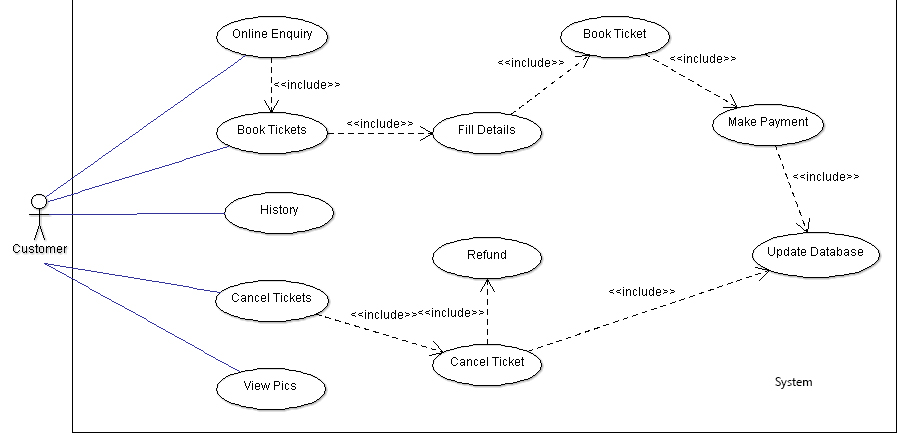 Online Enquiry
Book Ticket
<<include>>
<<include>>
<<include>>
Book Tickets
<<include>>
Fill Details
Make Payment
<<include>>
History
Customer
Refund
Update Database
Cancel Tickets
<<include>>
<<include>>
<<include>>
Cancel Ticket
View Pics
System